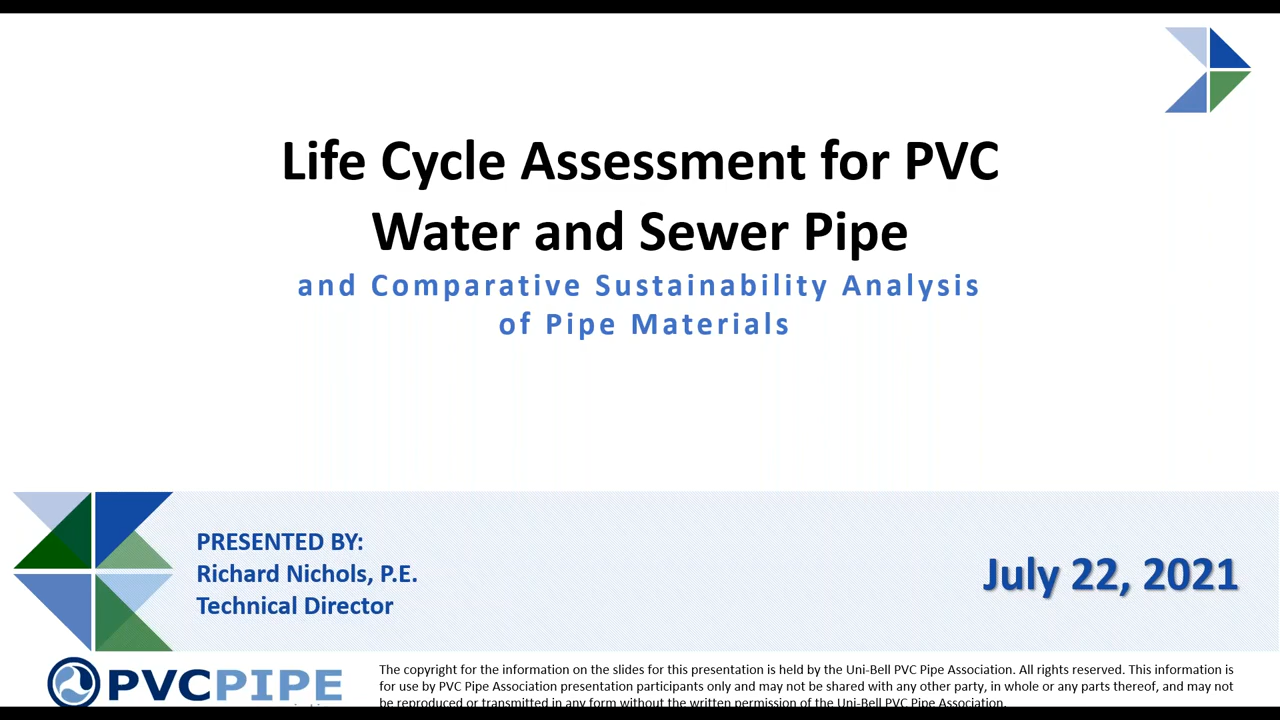 Life Cycle Assessment for PVC
Water and Sewer Pipe
and Comparative Sustainability Analysis
of Pipe Materials
PRESENTED BY:
Richard Nichols, P.E.
Technical Director
July 22, 2021
PVCPIPE
The copyright for the information on the slides for this presentation is held by the Uni-Bell PVC Pipe Association. All rights reserved. This information is
for use by PVC Pipe Association presentation participants only and may not be shared with any other party, in whole or any parts thereof, and may not
be reproduced or transmitted in any form without the written permission of the Uni-Bell PVC Pipe Association.